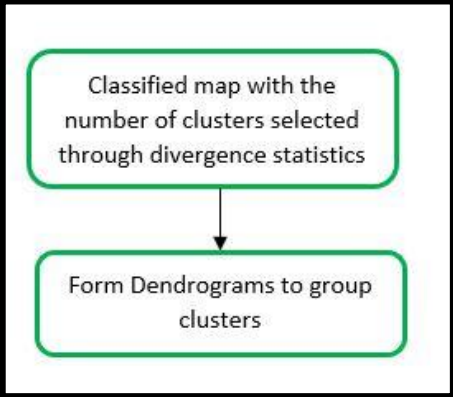 Classified map with the
number of clusters selected
through divergence statistics
Form Dendrograms to group
clusters